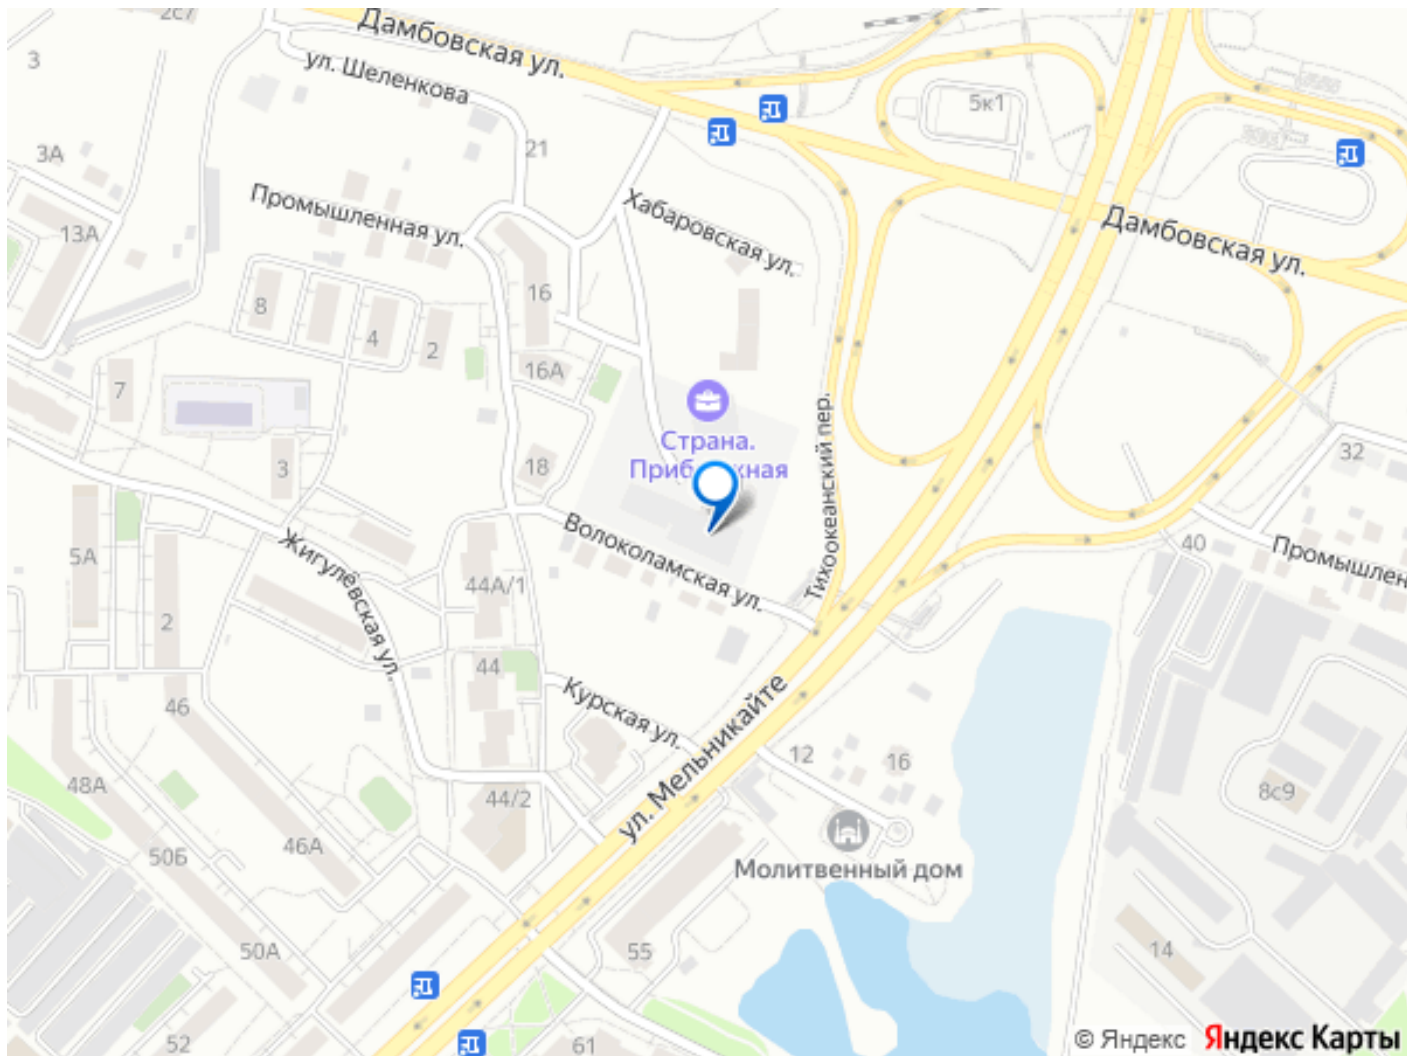 2с7
Дамбовская ул.
3
ул. Шеленкова
5к1
3А
21
Промышленная ул.
Хабаровская ул.
Дамбовская ул.
13А
8
16
4
2
16А
7
Страна.
Тихоокеанский пер.
3
18
32
Волоколамская ул.
40
Промышлен
5А
Жигулёвская ул.
44А/1
2
44
46
Курская ул.
ул. Мельникайте
12
16
48А
44/2
8с9
46А
50Б
Молитвенный дом
50А
55
14
52
61
© Яндекс Яндекс Карты